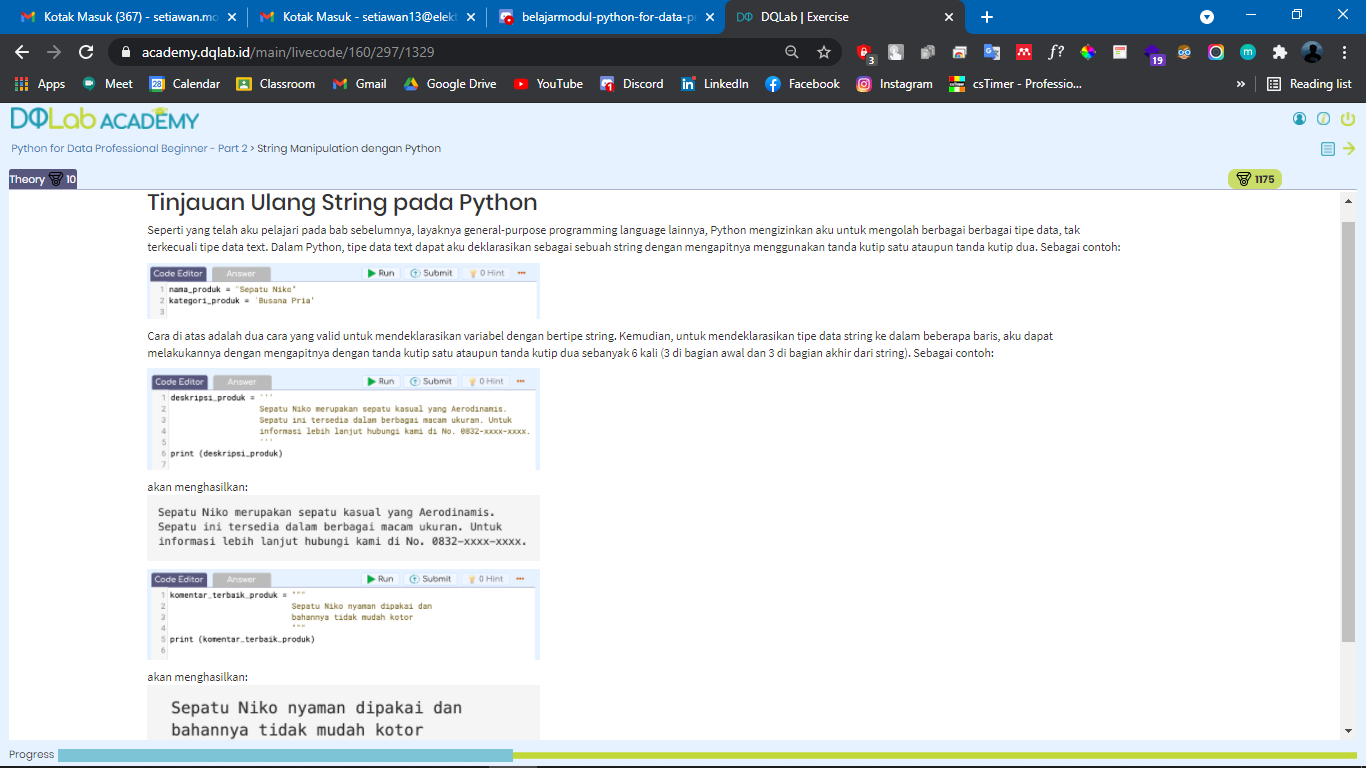 Kotak Masuk (367) - setiawan.mo
Kotak Masuk - setiawan13@elekt
belajarmodul-python-for-data-p
DQLab | Exercise
academy.dqlab.id/main/livecode/160/297/1329
3
19
Apps
Meet
28
Calendar
Classroom
Gmail
Google Drive
YouTube
Discord
LinkedIn
Facebook
Instagram
csTimer - Professio...
»
Reading list
DQLab ACADEMY
Python for Data Professional Beginner - Part 2 > String Manipulation dengan Python
Theory 10
1175
Tinjauan Ulang String pada Python
Seperti yang telah aku pelajari pada bab sebelumnya, layaknya general-purpose programming language lainnya, Python mengizinkan aku untuk mengolah berbagai berbagai tipe data, tak
terkecuali tipe data text. Dalam Python, tipe data text dapat aku deklarasikan sebagai sebuah string dengan mengapitnya menggunakan tanda kutip satu ataupun tanda kutip dua. Sebagai contoh:
Code Editor Answer Run Submit 0 Hint ...
1 nama_produk = "Sepatu Niko"
2 kategori_produk = 'Busana Pria'
3
Cara di atas adalah dua cara yang valid untuk mendeklarasikan variabel dengan bertipe string. Kemudian, untuk mendeklarasikan tipe data string ke dalam beberapa baris, aku dapat
melakukannya dengan mengapitnya dengan tanda kutip satu ataupun tanda kutip dua sebanyak 6 kali (3 di bagian awal dan 3 di bagian akhir dari string). Sebagai contoh:
Code Editor Answer Run Submit 0 Hint ...
1 deskripsi_produk = '''
2 Sepatu Niko merupakan sepatu kasual yang Aerodinamis.
3 Sepatu ini tersedia dalam berbagai macam ukuran. Untuk
4 informasi lebih lanjut hubungi kami di No. 0832-xxxx-xxxx.
5 '''
6 print (deskripsi_produk)
7
akan menghasilkan:
Sepatu Niko merupakan sepatu kasual yang Aerodinamis.
Sepatu ini tersedia dalam berbagai macam ukuran. Untuk
informasi lebih lanjut hubungi kami di No. 0832-xxxx-xxxx.
Code Editor Answer Run Submit 0 Hint ...
1 komentar_terbaik_produk = """
2 Sepatu Niko nyaman dipakai dan
3 bahannya tidak mudah kotor
4 """
5 print (komentar_terbaik_produk)
6
akan menghasilkan:
Sepatu Niko nyaman dipakai dan
bahannya tidak mudah kotor
Progress